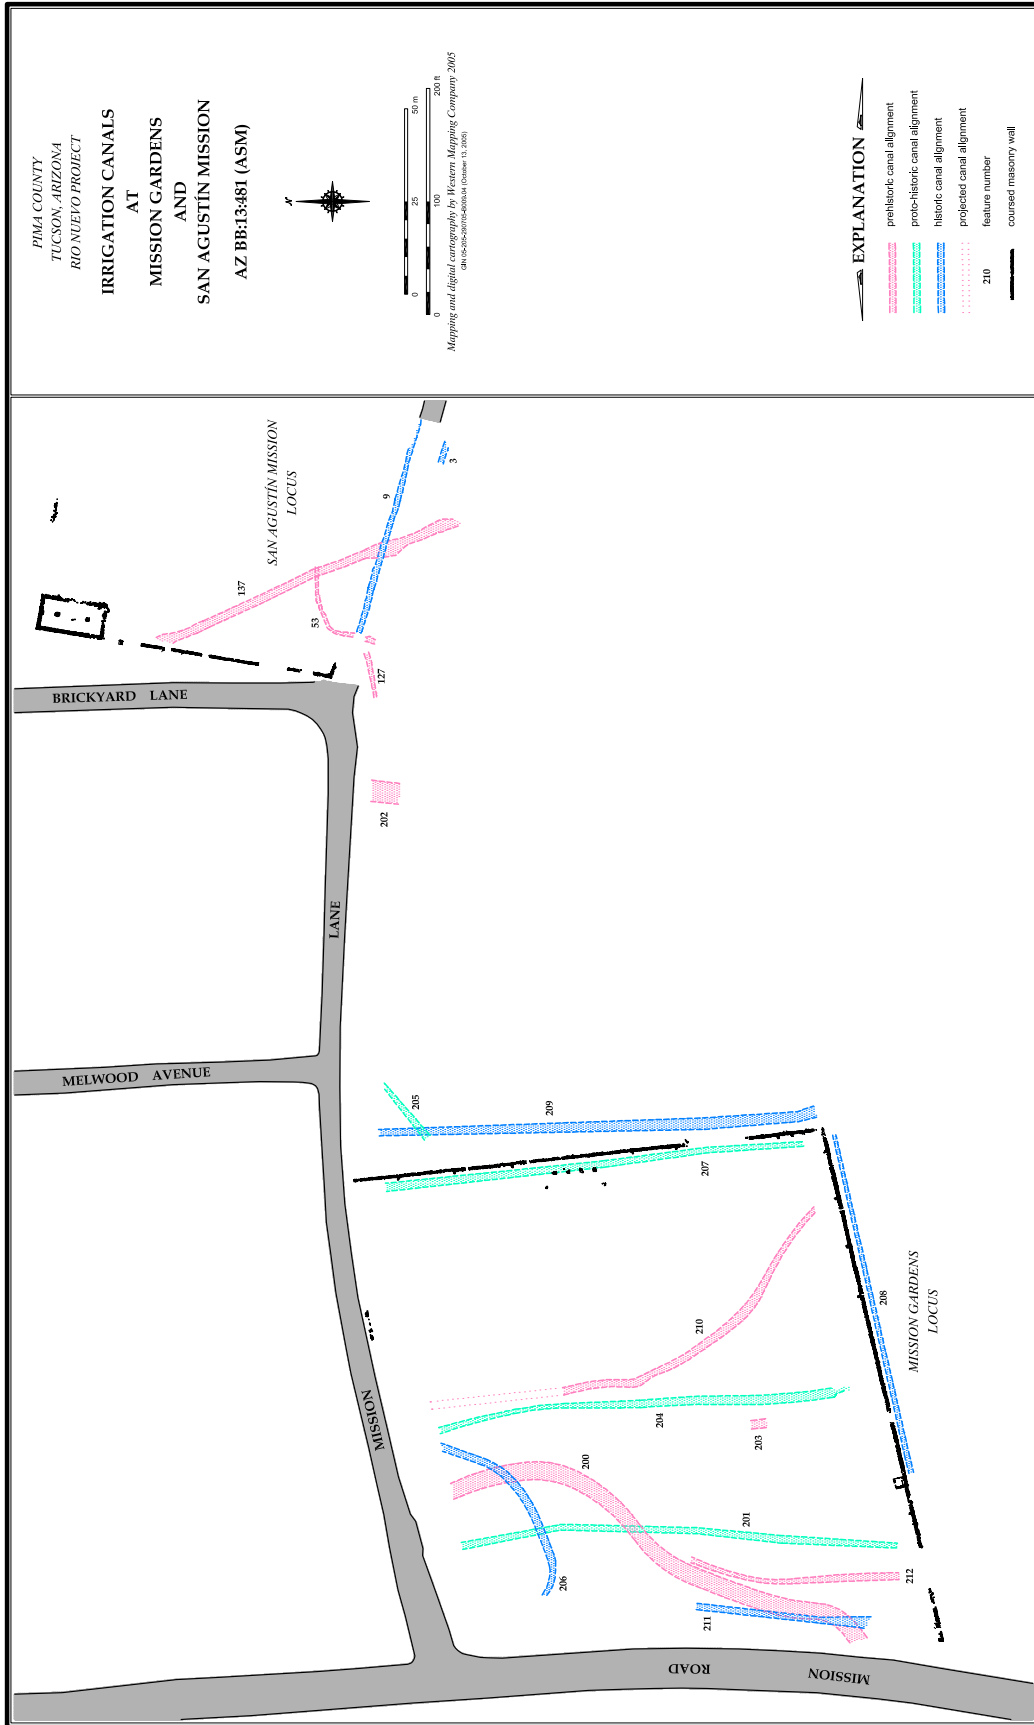 PIMA COUNTY
TUCSON, ARIZONA
RIO NUEVO PROJECT
IRRIGATION CANALS
AT
MISSION GARDENS
AND
SAN AGUSTÍN MISSION
AZ BB:13:481 (ASM)
N
0 25 50 m
0 100 200 ft
Mapping and digital cartography by Western Mapping Company 2005
EXPLANATION
prehistoric canal alignment
proto-historic canal alignment
historic canal alignment
projected canal alignment
210 feature number
coursed masonry wall
SAN AGUSTÍN MISSION
LOCUS
9
3
137
53
127
BRICKYARD LANE
202
LANE
MELWOOD AVENUE
205
209
207
208
MISSION GARDENS
LOCUS
210
MISSION
204
203
200
201
206
212
211
MISSION
ROAD